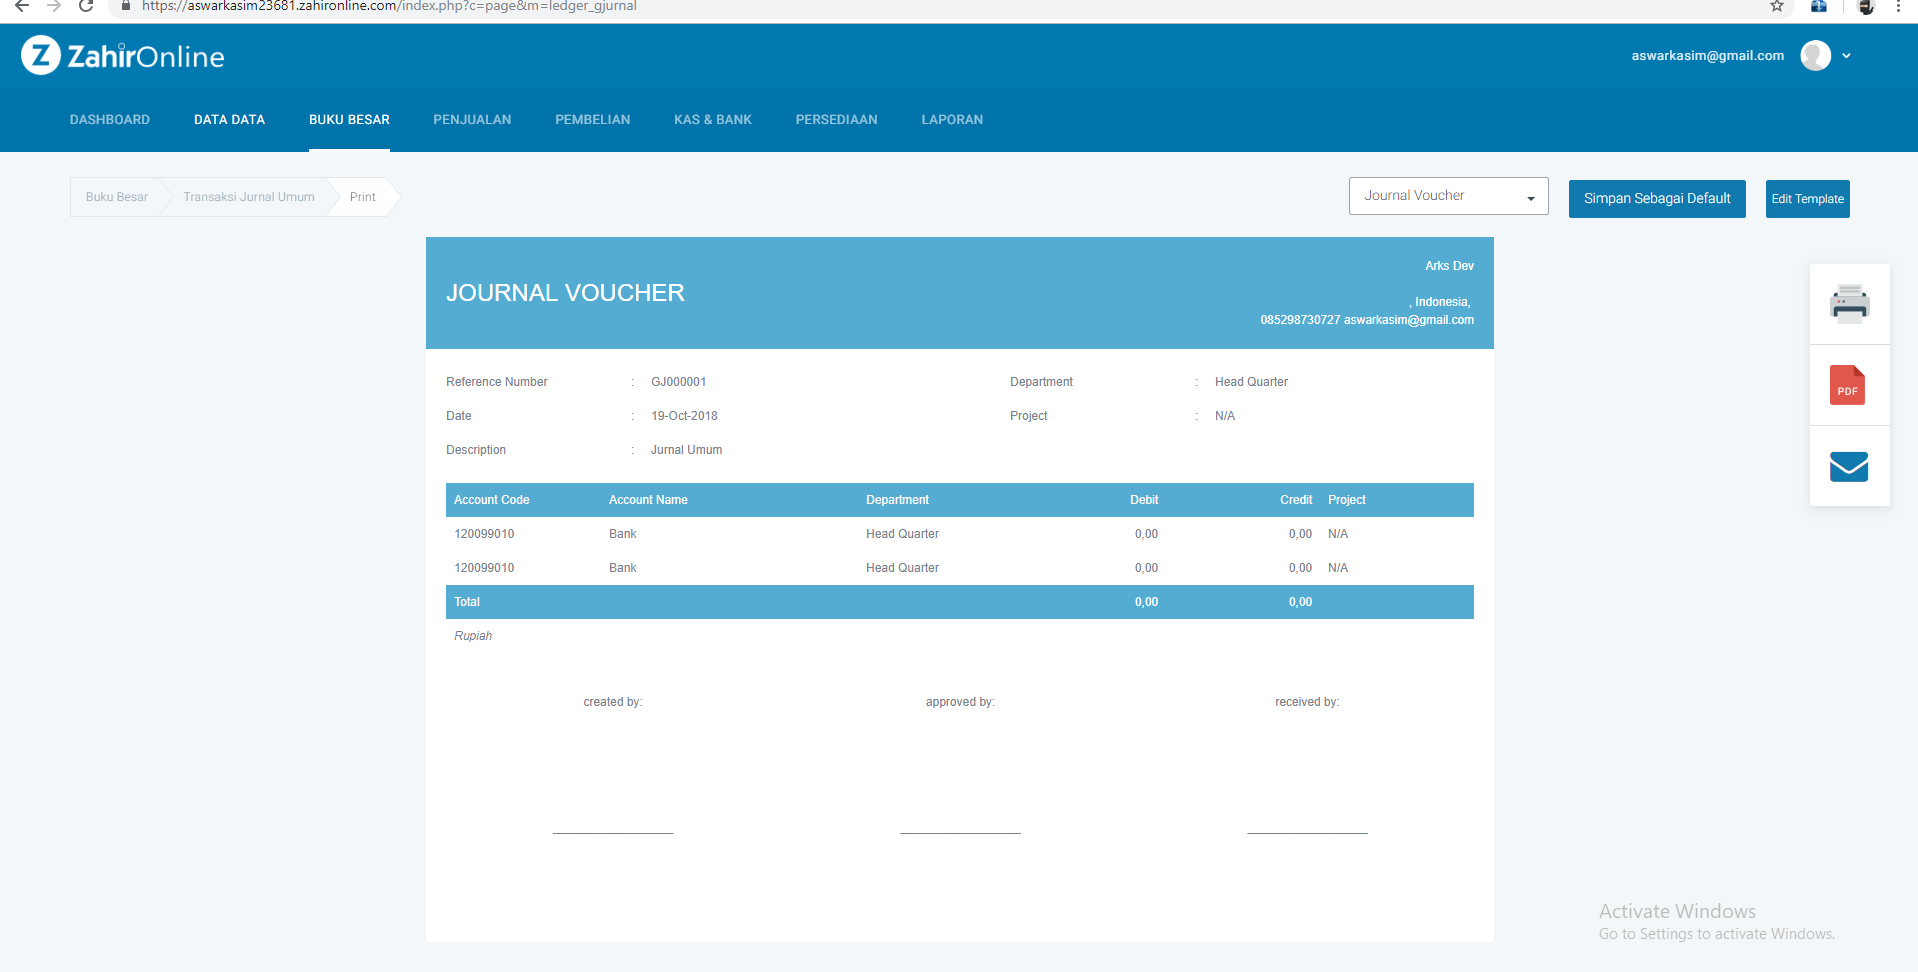 https://aswarkasim23681.zahironline.com/index.php?c=page&m=ledger_gjurnal
Z ZahirOnline
aswarkasim@gmail.com
DASHBOARD DATA DATA BUKU BESAR PENJUALAN PEMBELIAN KAS & BANK PERSEDIAAN LAPORAN
Buku Besar Transaksi Jurnal Umum Print
Journal Voucher Simpan Sebagai Default Edit Template
Arks Dev
JOURNAL VOUCHER
, Indonesia,
085298730727 aswarkasim@gmail.com
Reference Number : GJ000001 Department : Head Quarter
Date : 19-Oct-2018 Project : N/A
PDF
Description : Jurnal Umum
Account Code Account Name Department Debit Credit Project
120099010 Bank Head Quarter 0,00 0,00 N/A
120099010 Bank Head Quarter 0,00 0,00 N/A
Total 0,00 0,00
Rupiah
created by: approved by: received by:
Activate Windows
Go to Settings to activate Windows.